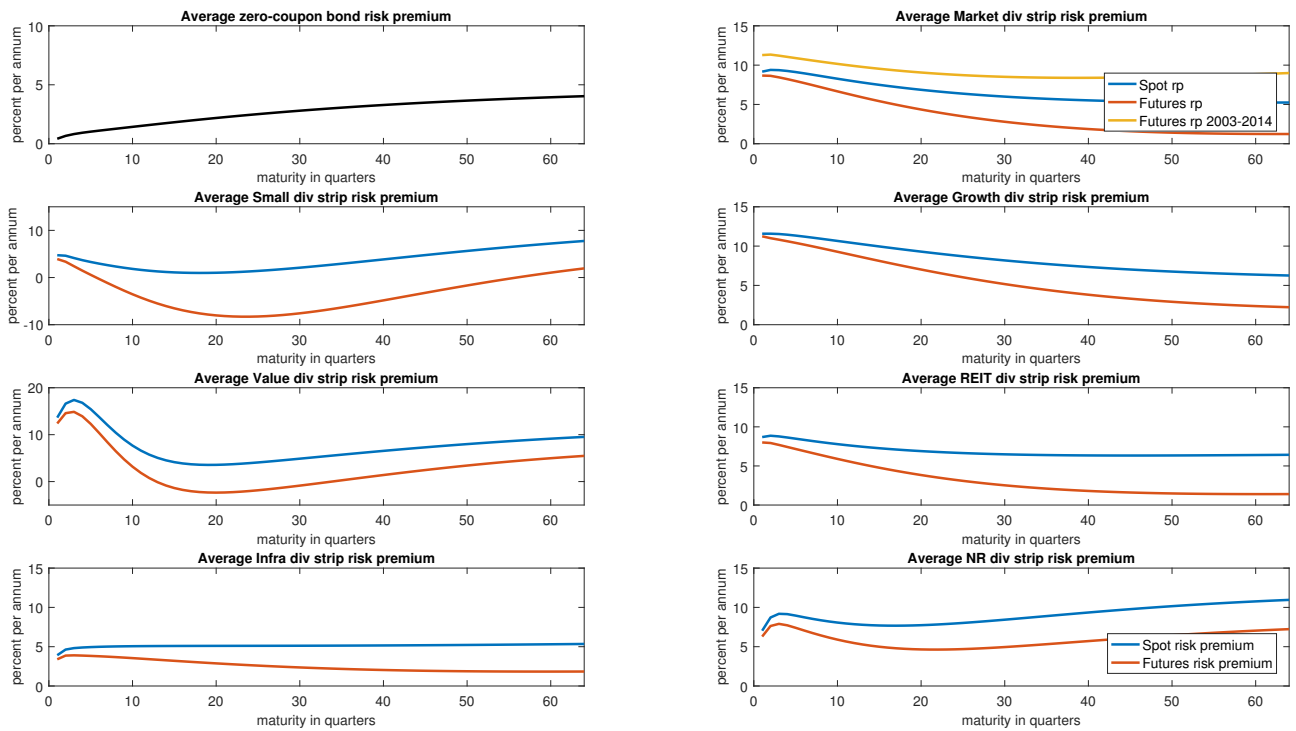 Average zero-coupon bond risk premium
percent per annum
10
5
0
0 10 20 30 40 50 60
maturity in quarters
Average Market div strip risk premium
percent per annum
15
10
5
0
Spot rp
Futures rp
Futures rp 2003-2014
0 10 20 30 40 50 60
maturity in quarters
Average Small div strip risk premium
percent per annum
10
0
-10
0 10 20 30 40 50 60
maturity in quarters
Average Growth div strip risk premium
percent per annum
15
10
5
0
0 10 20 30 40 50 60
maturity in quarters
Average Value div strip risk premium
percent per annum
20
10
0
0 10 20 30 40 50 60
maturity in quarters
Average REIT div strip risk premium
percent per annum
15
10
5
0
0 10 20 30 40 50 60
maturity in quarters
Average Infra div strip risk premium
percent per annum
15
10
5
0
0 10 20 30 40 50 60
maturity in quarters
Average NR div strip risk premium
percent per annum
15
10
5
0
Spot risk premium
Futures risk premium
0 10 20 30 40 50 60
maturity in quarters